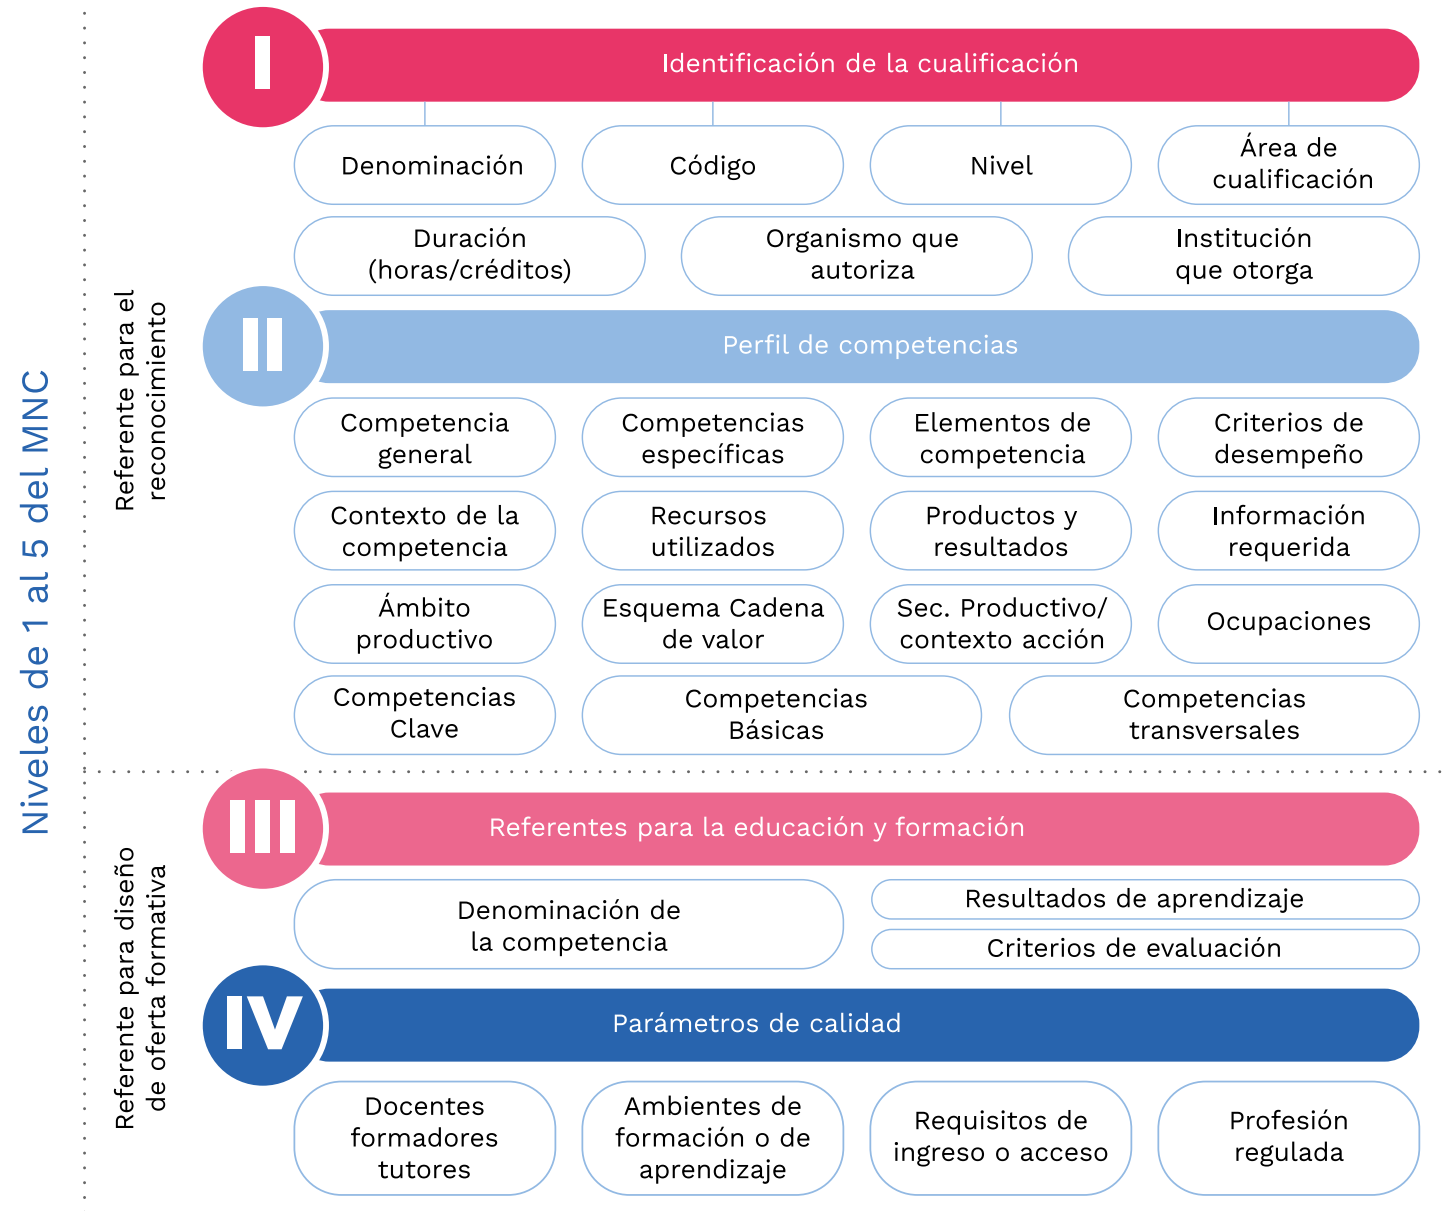 Niveles de 1 al 5 del MNC
Referente para el
reconocimiento
I
Identificación de la cualificación
Denominación
Código
Nivel
Área de
cualificación
Duración
(horas/créditos)
Organismo que
autoriza
Institución
que otorga
II
Perfil de competencias
Competencia
general
Competencias
específicas
Elementos de
competencia
Criterios de
desempeño
Contexto de la
competencia
Recursos
utilizados
Productos y
resultados
Información
requerida
Ámbito
productivo
Esquema Cadena
de valor
Sec. Productivo/
contexto acción
Ocupaciones
Competencias
Clave
Competencias
Básicas
Competencias
transversales
Referente para diseño
de oferta formativa
III
Referentes para la educación y formación
Denominación de
la competencia
Resultados de aprendizaje
Criterios de evaluación
IV
Parámetros de calidad
Docentes
formadores
tutores
Ambientes de
formación o de
aprendizaje
Requisitos de
ingreso o acceso
Profesión
regulada